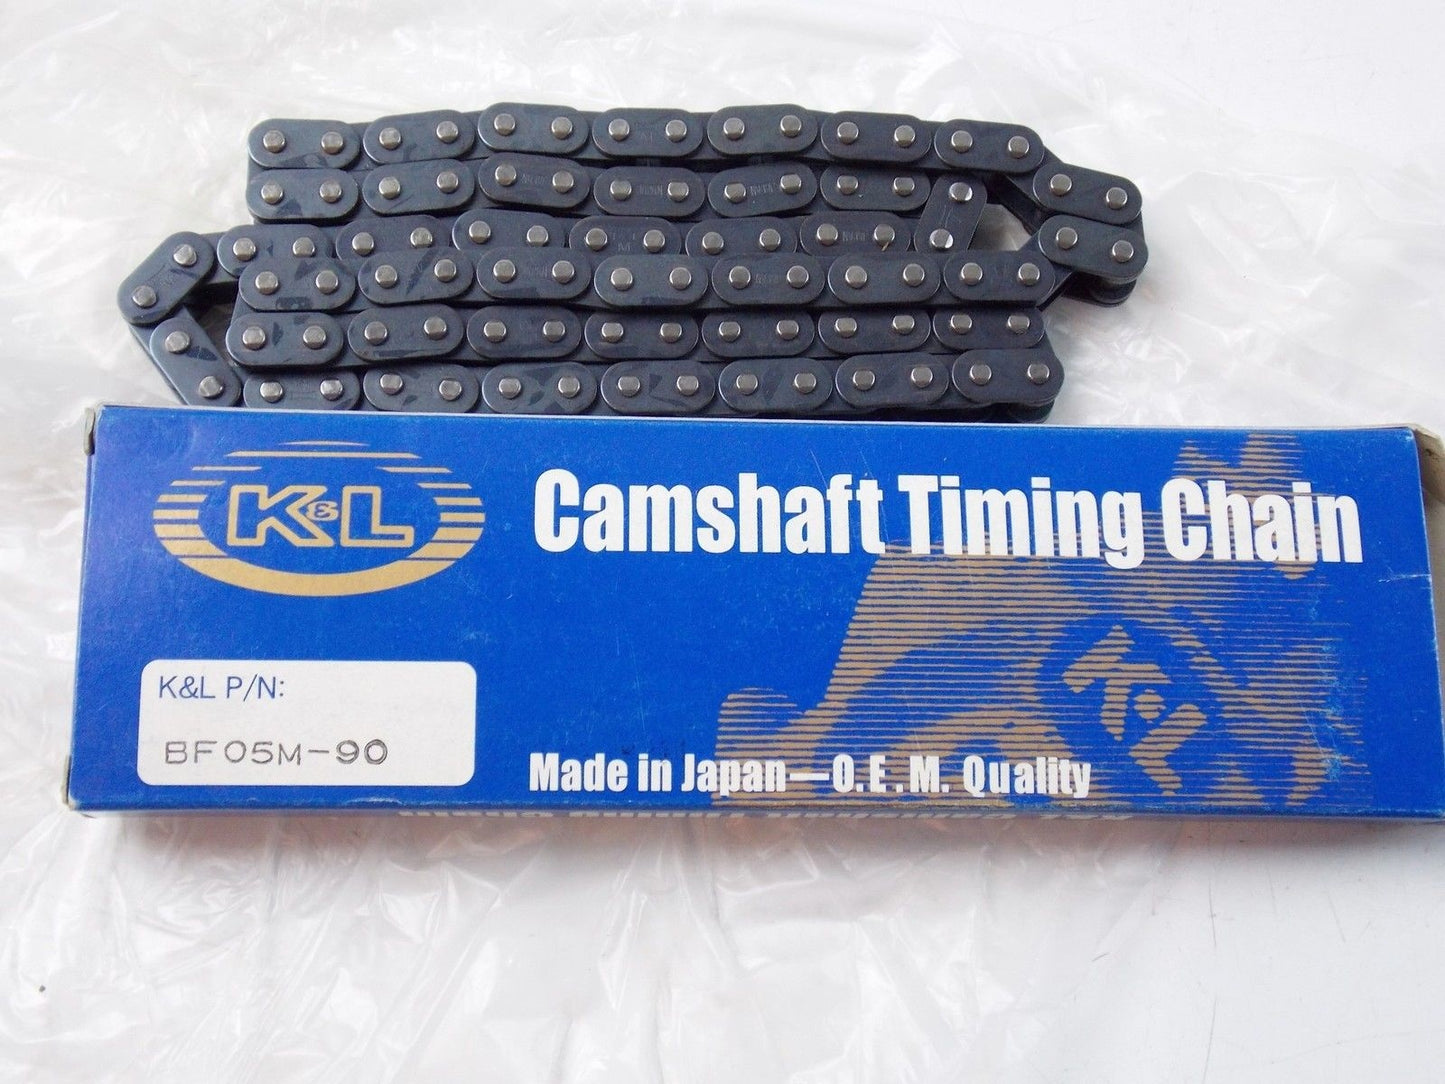 K&L
Camshaft Timing Chain
K&L P/N:
BF05M-90
Made in Japan—O.E.M. Quality
K&L